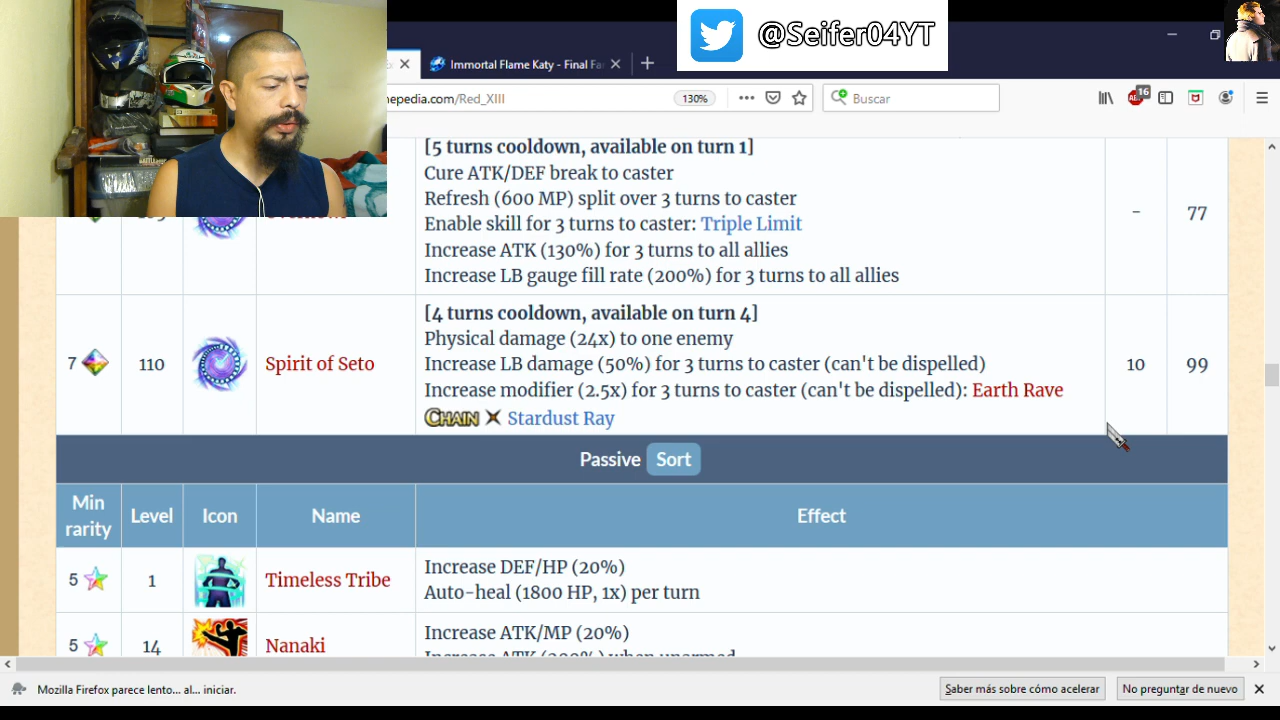 @Seifer04YT
Immortal Flame Katy - Final Fa
nepedia.com/Red_XIII
130%
Buscar
16
[5 turns cooldown, available on turn 1]
Cure ATK/DEF break to caster
Refresh (600 MP) split over 3 turns to caster
Enable skill for 3 turns to caster: Triple Limit
Increase ATK (130%) for 3 turns to all allies
Increase LB gauge fill rate (200%) for 3 turns to all allies
-
77
7
110
Spirit of Seto
[4 turns cooldown, available on turn 4]
Physical damage (24x) to one enemy
Increase LB damage (50%) for 3 turns to caster (can't be dispelled)
Increase modifier (2.5x) for 3 turns to caster (can't be dispelled): Earth Rave
CHAIN Stardust Ray
10
99
Passive Sort
Min rarity
Level
Icon
Name
Effect
5
1
Timeless Tribe
Increase DEF/HP (20%)
Auto-heal (1800 HP, 1x) per turn
5
14
Nanaki
Increase ATK/MP (20%)
Increase ATK (200%) when unarmed
Mozilla Firefox parece lento... al... iniciar.
Saber más sobre cómo acelerar
No preguntar de nuevo